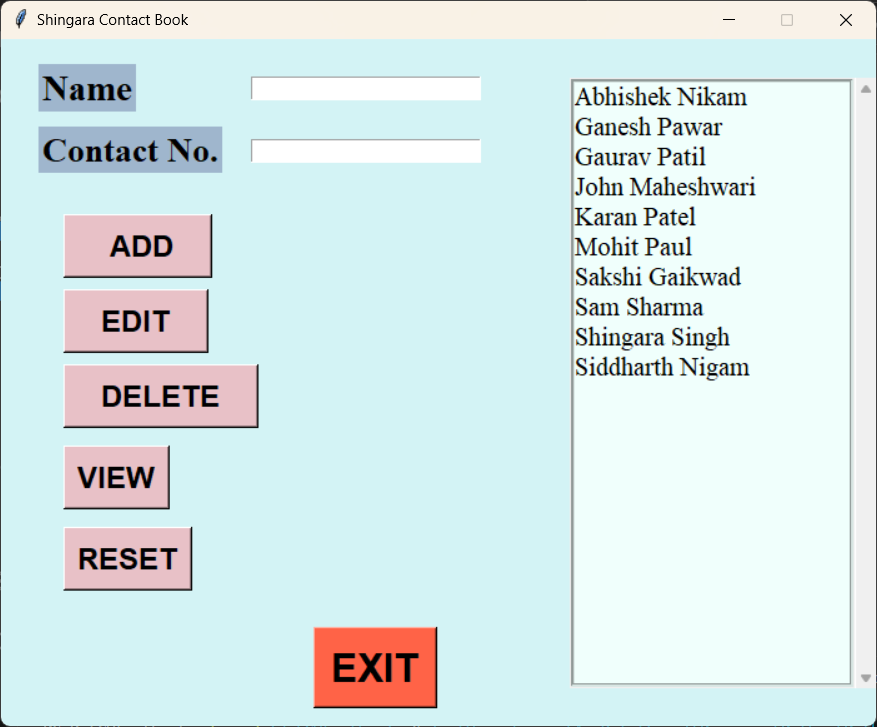 Shingara Contact Book
Name
Contact No.
ADD
EDIT
DELETE
VIEW
RESET
EXIT
Abhishek Nikam
Ganesh Pawar
Gaurav Patil
John Maheshwari
Karan Patel
Mohit Paul
Sakshi Gaikwad
Sam Sharma
Shingara Singh
Siddharth Nigam